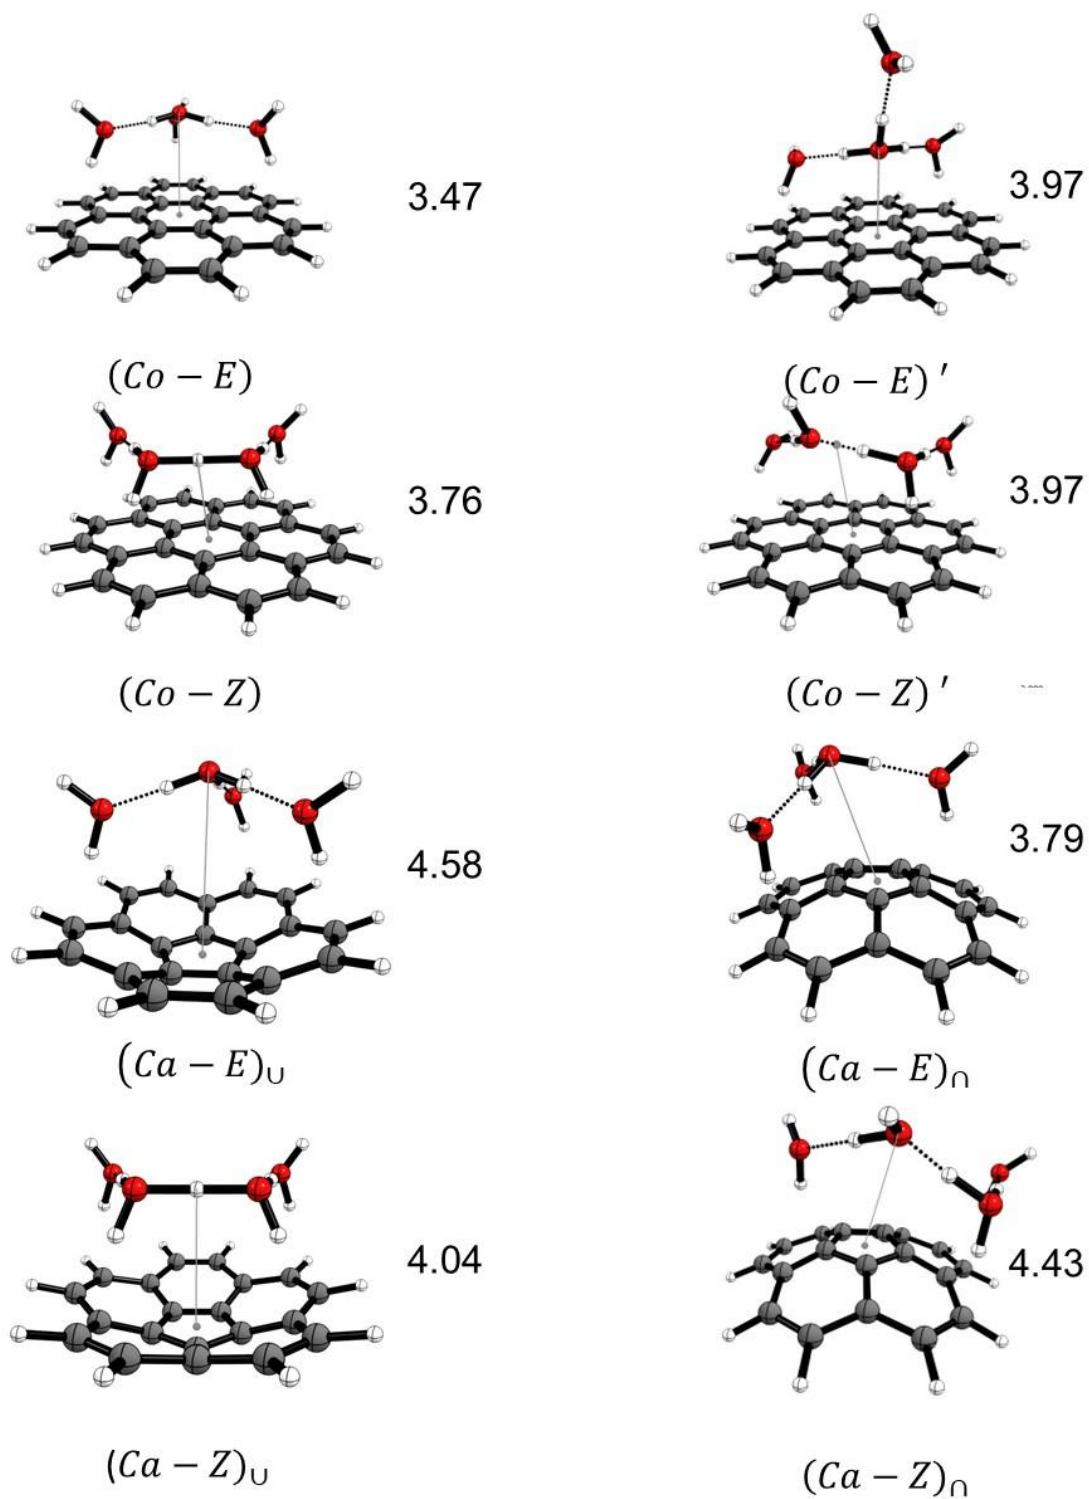 3.47
3.97
(Co − E)
(Co − E)′
3.76
3.97
(Co − Z)
(Co − Z)′
4.58
3.79
(Ca − E)∪
(Ca − E)∩
4.04
4.43
(Ca − Z)∪
(Ca − Z)∩